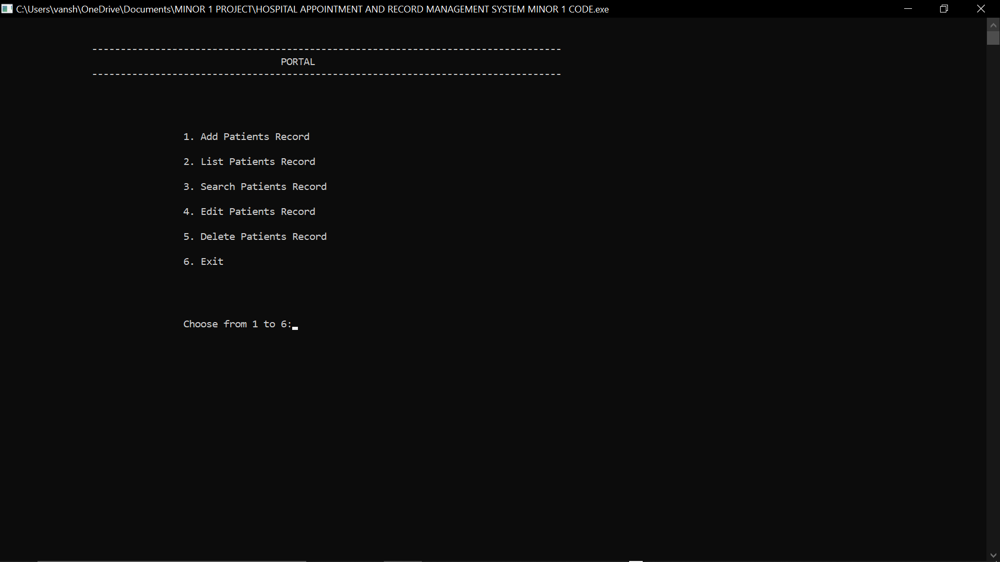 C:\Users\vansh\OneDrive\Documents\MINOR 1 PROJECT\HOSPITAL APPOINTMENT AND RECORD MANAGEMENT SYSTEM MINOR 1 CODE.exe
----------------------------------------------------------------------------------
PORTAL
----------------------------------------------------------------------------------
1. Add Patients Record
2. List Patients Record
3. Search Patients Record
4. Edit Patients Record
5. Delete Patients Record
6. Exit
Choose from 1 to 6: